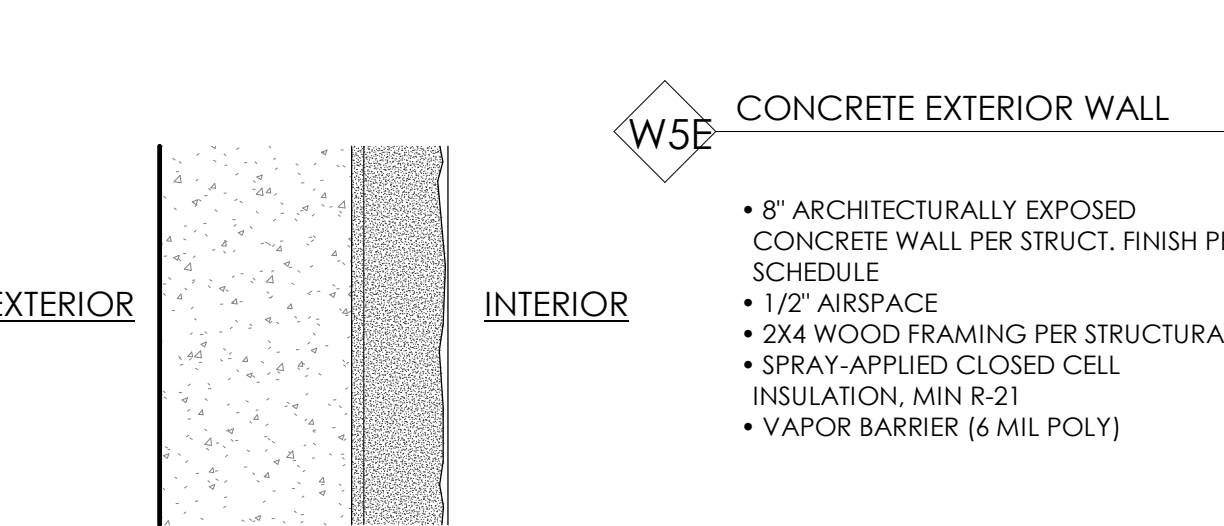 CONCRETE EXTERIOR WALL
W5E
• 8" ARCHITECTURALLY EXPOSED
CONCRETE WALL PER STRUCT. FINISH
SCHEDULE
EXTERIOR
INTERIOR
• 1/2" AIRSPACE
• 2X4 WOOD FRAMING PER
• SPRAY-APPLIED CLOSED CELL
INSULATION, MIN R-21
• VAPOR BARRIER (6 MIL POLY)